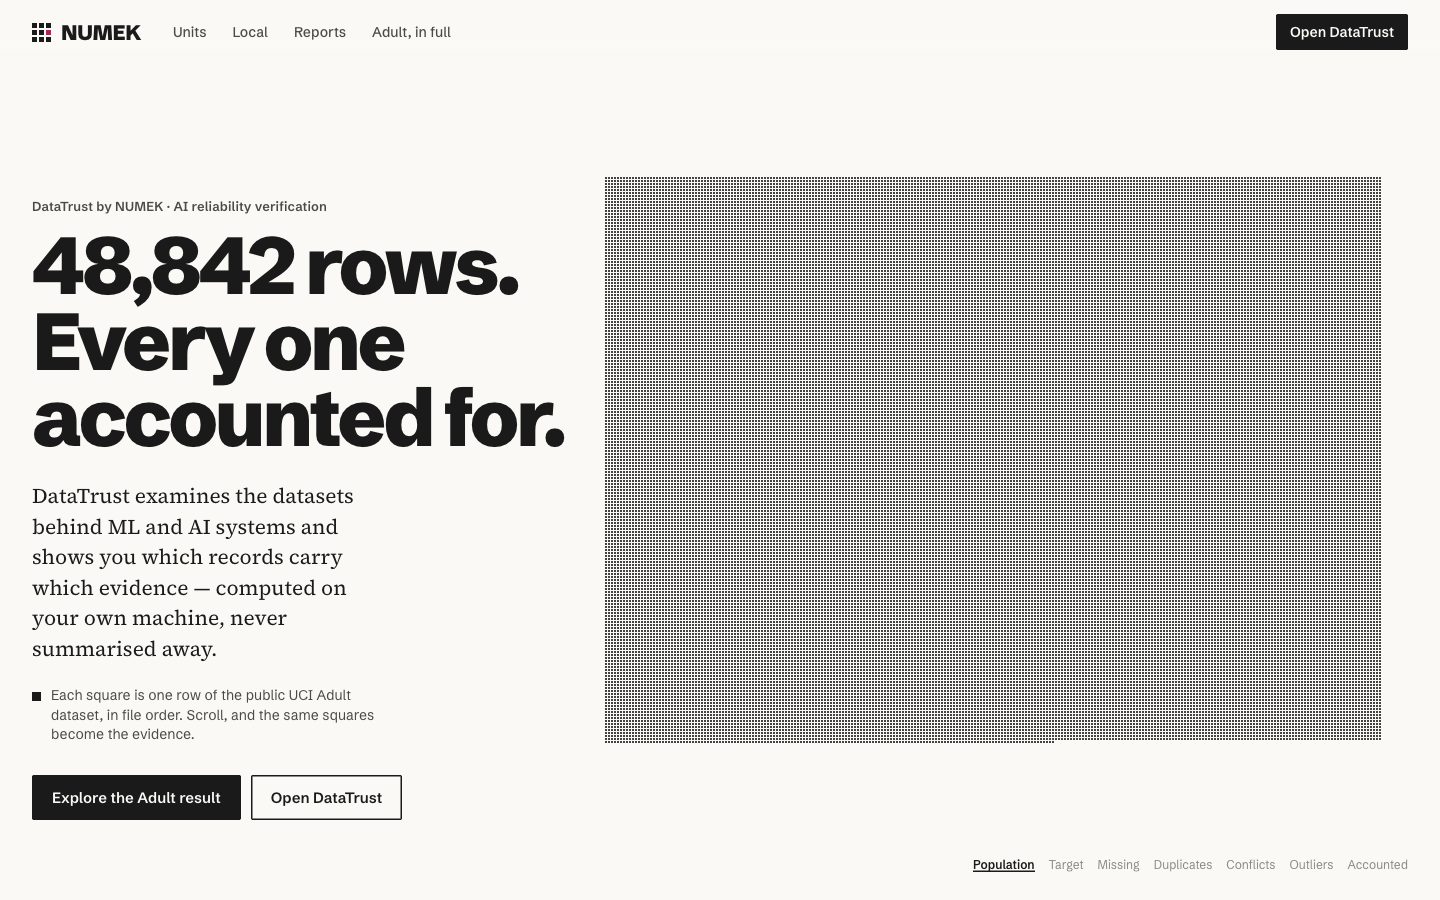 NUMEK
Units
Local
Reports
Adult, in full
Open DataTrust
DataTrust by NUMEK · AI reliability verification
48,842 rows.
Every one
accounted for.
DataTrust examines the datasets
behind ML and AI systems and
shows you which records carry
which evidence — computed on
your own machine, never
summarised away.
Each square is one row of the public UCI Adult
dataset, in file order. Scroll, and the same squares
become the evidence.
Explore the Adult result
Open DataTrust
Population
Target
Missing
Duplicates
Conflicts
Outliers
Accounted